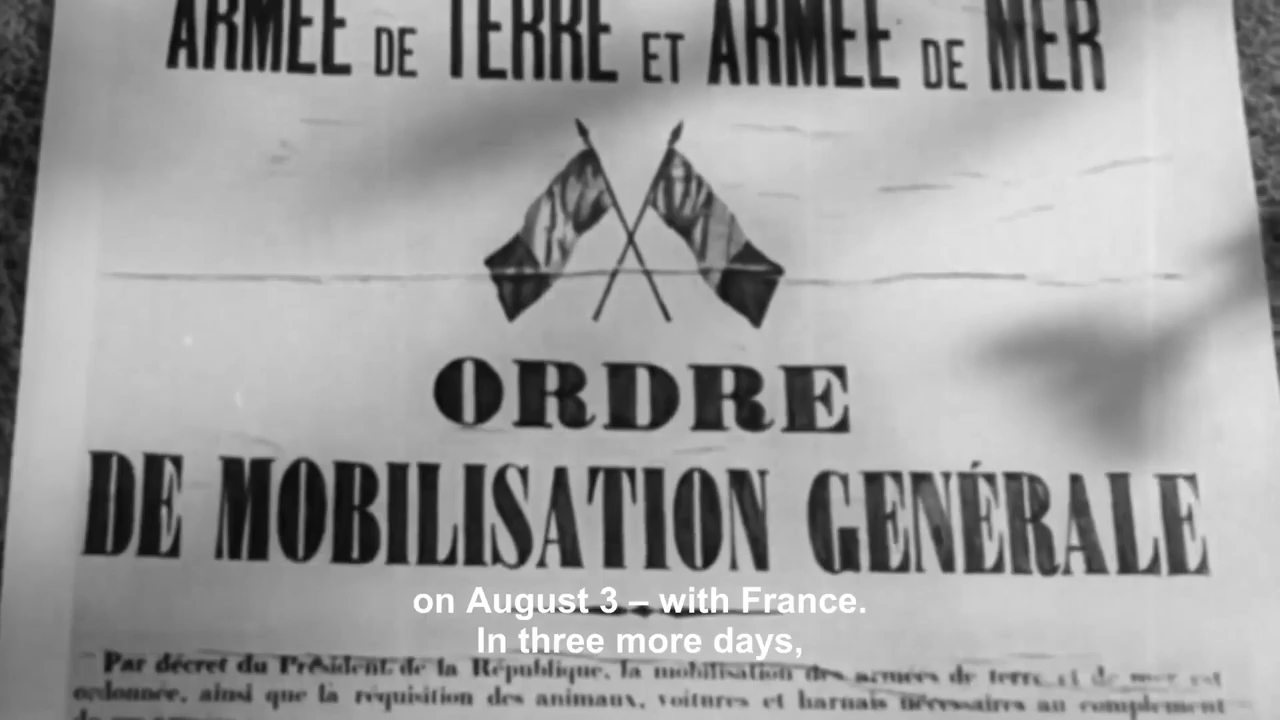 ARMÉE DE TERRE ET ARMÉE DE MER
ORDRE
DE MOBILISATION GENÉRALE
on August 3 – with France.
In three more days,
Par décret du Président de la République, la mobilisation des armées de terre et de mer est
ordonnée, ainsi que la réquisition des animaux, voitures et harnais nécessaires au complément